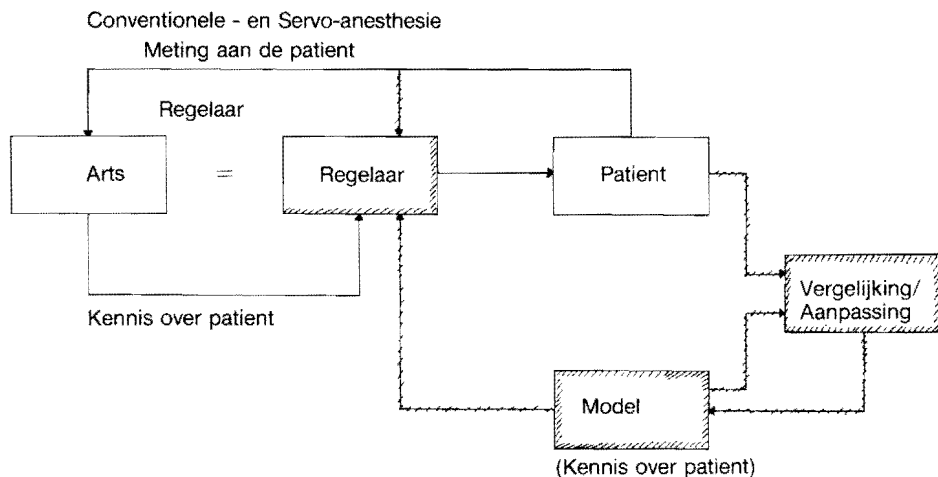 Conventionele - en Servo-anesthesie
Meting aan de patient
Regelaar
Arts
=
Regelaar
Patient
Kennis over patient
Vergelijking/
Aanpassing
Model
(Kennis over patient)